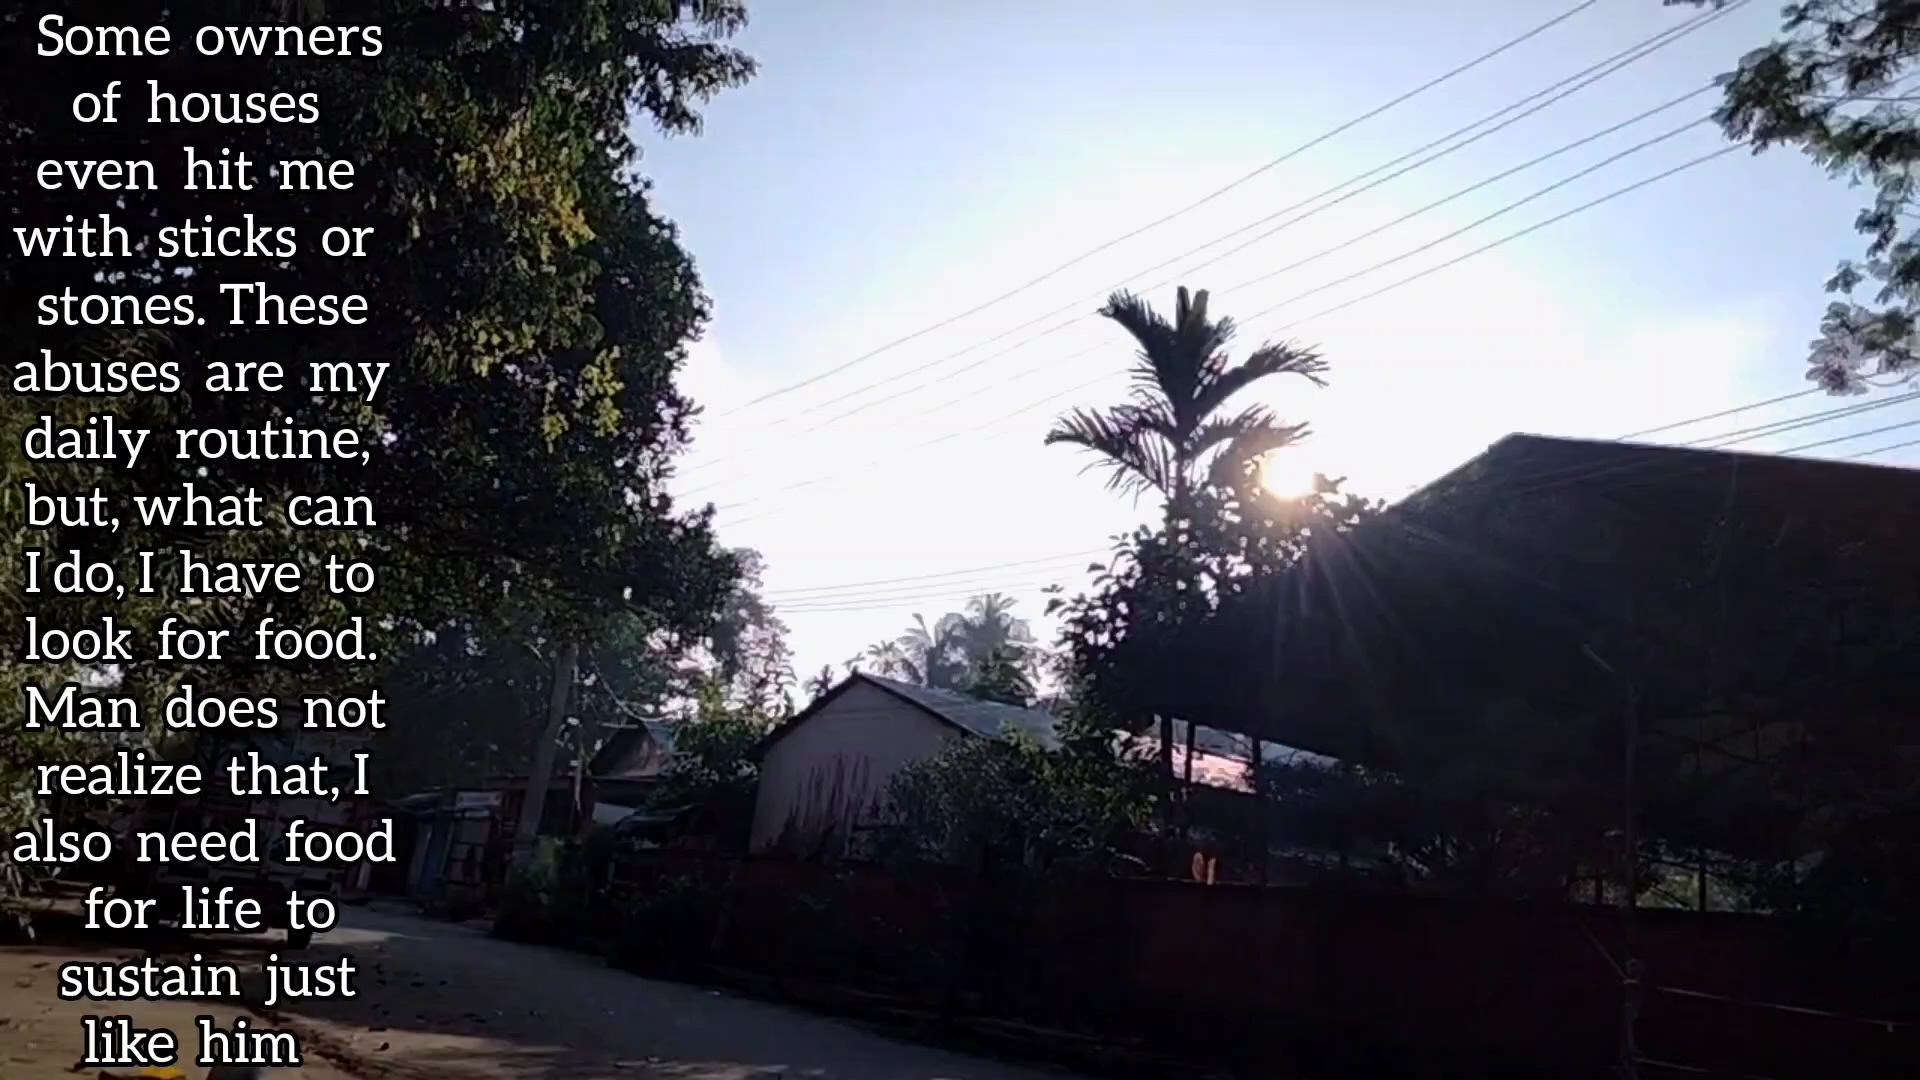 Some owners
of houses
even hit me
with sticks or
stones. These
abuses are my
daily routine,
but, what can
I do, I have to
look for food.
Man does not
realize that, I
also need food
for life to
sustain just
like him